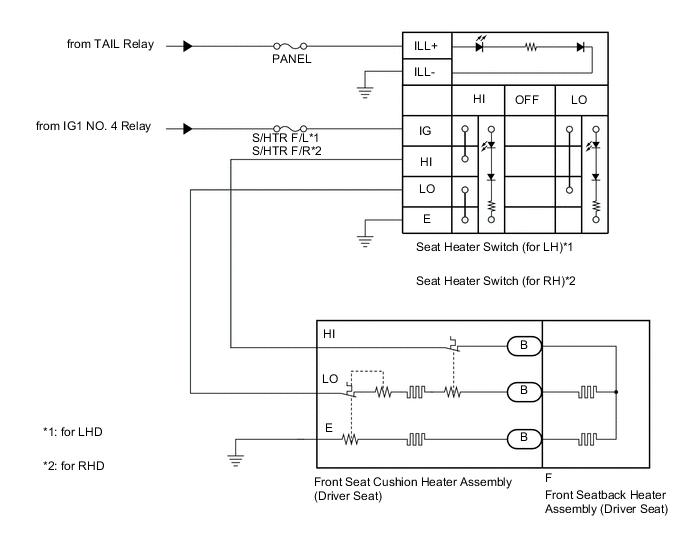 from TAIL Relay
PANEL
ILL+
ILL-
HI OFF LO
from IG1 NO. 4 Relay
S/HTR F/L*1
S/HTR F/R*2
IG
HI
LO
E
Seat Heater Switch (for LH)*1
Seat Heater Switch (for RH)*2
HI
B
LO
B
E
B
*1: for LHD
*2: for RHD
Front Seat Cushion Heater Assembly
(Driver Seat)
F
Front Seatback Heater
Assembly (Driver Seat)